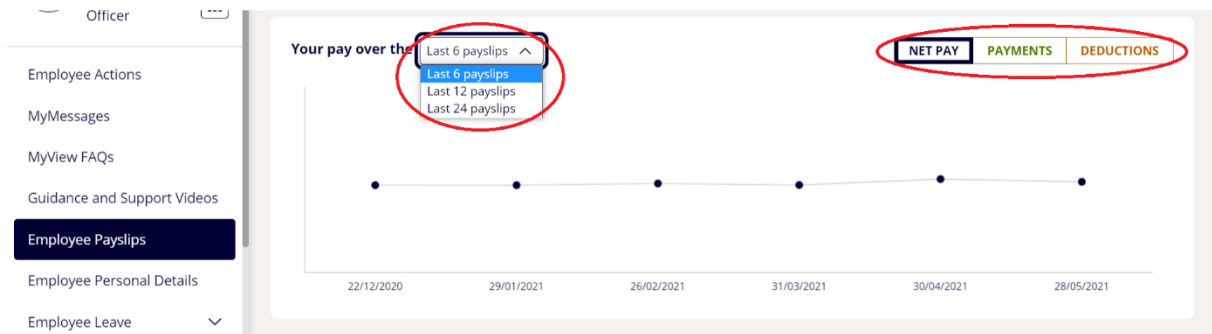 Officer
Employee Actions
MyMessages
MyView FAQs
Guidance and Support Videos
Employee Payslips
Employee Personal Details
Employee Leave
Your pay over the Last 6 payslips
Last 6 payslips
Last 12 payslips
Last 24 payslips
NET PAY PAYMENTS DEDUCTIONS
22/12/2020 29/01/2021 26/02/2021 31/03/2021 30/04/2021 28/05/2021